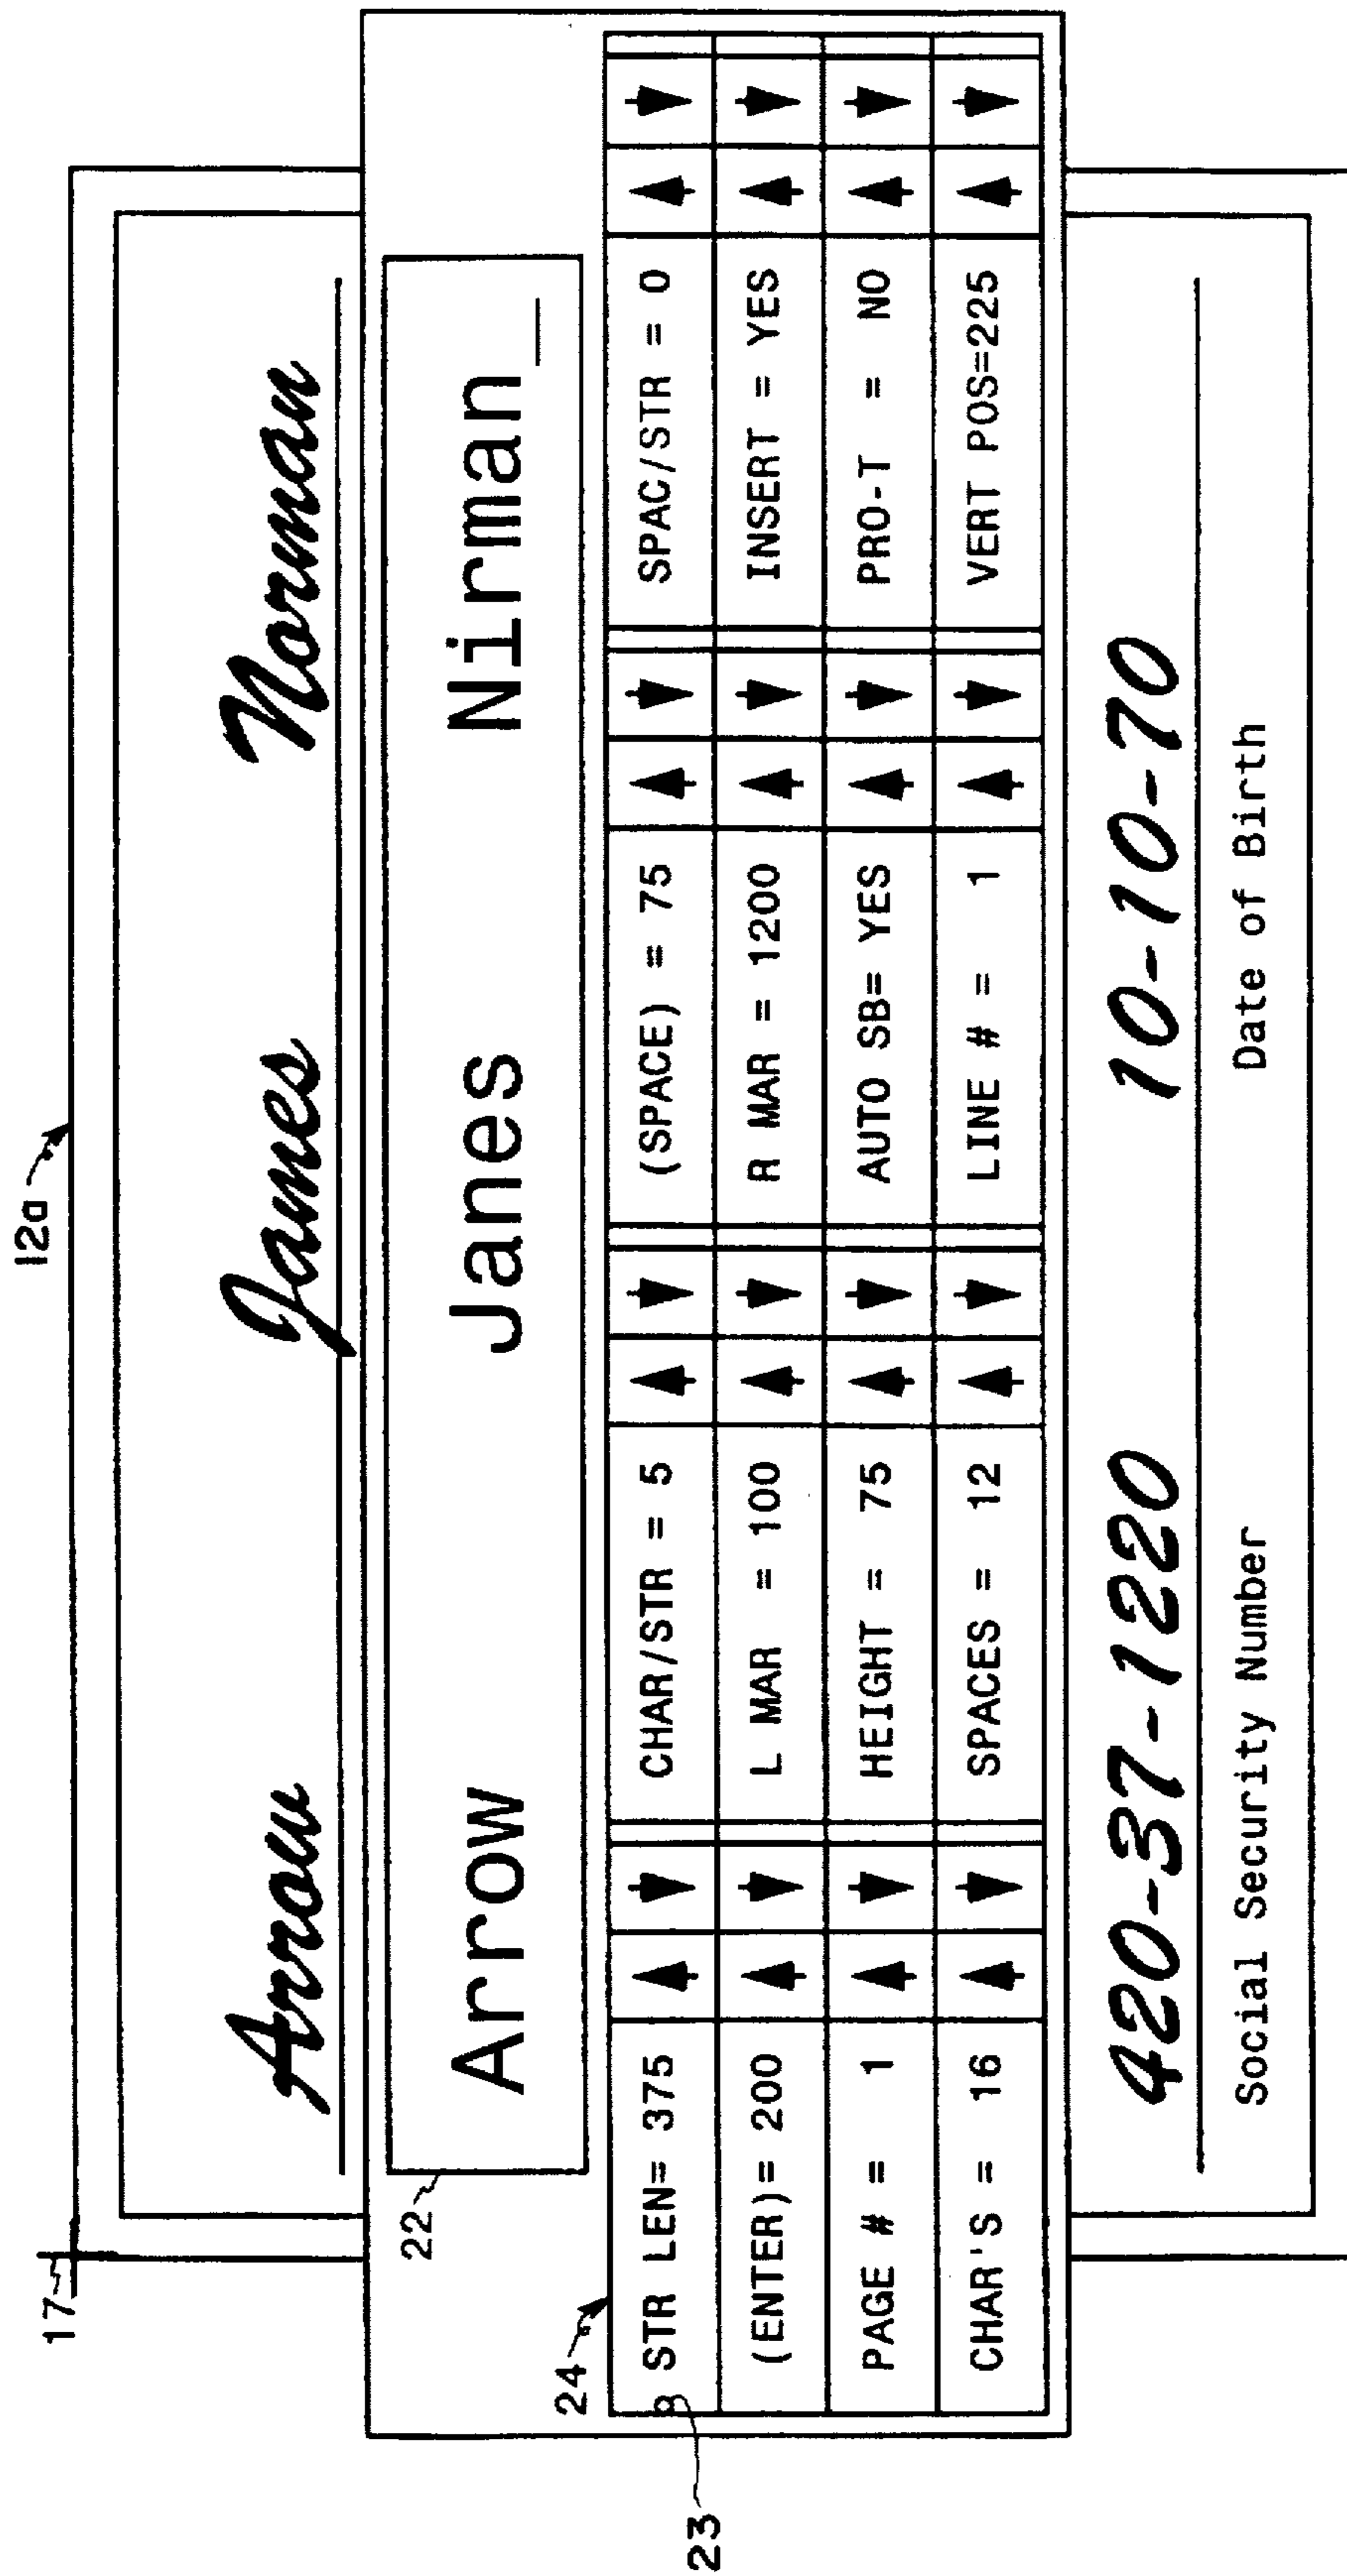 12a
17
Arrow James Norman
22
Arrow Janes Nirman_
24
23
STR LEN= 375 CHAR/STR = 5 (SPACE) = 75 SPAC/STR = 0
(ENTER)= 200 L MAR = 100 R MAR = 1200 INSERT = YES
PAGE # = 1 HEIGHT = 75 AUTO SB= YES PRO-T = NO
CHAR'S = 16 SPACES = 12 LINE # = 1 VERT POS=225
420-37-1220 10-10-70
Social Security Number Date of Birth